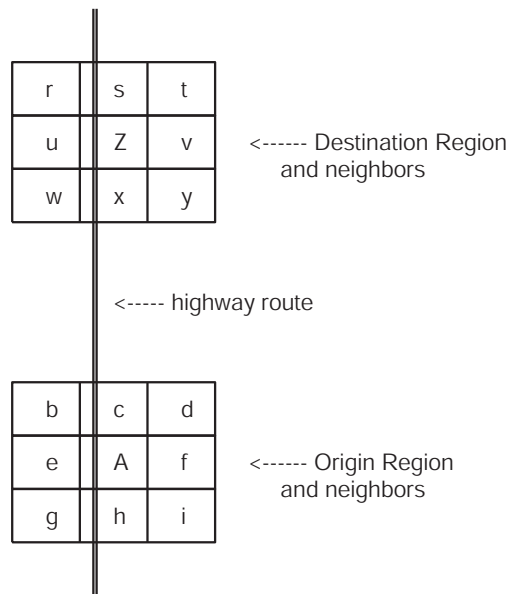 r s t
u Z v <------ Destination Region
and neighbors
w x y
<----- highway route
b c d
e A f <------ Origin Region
and neighbors
g h i